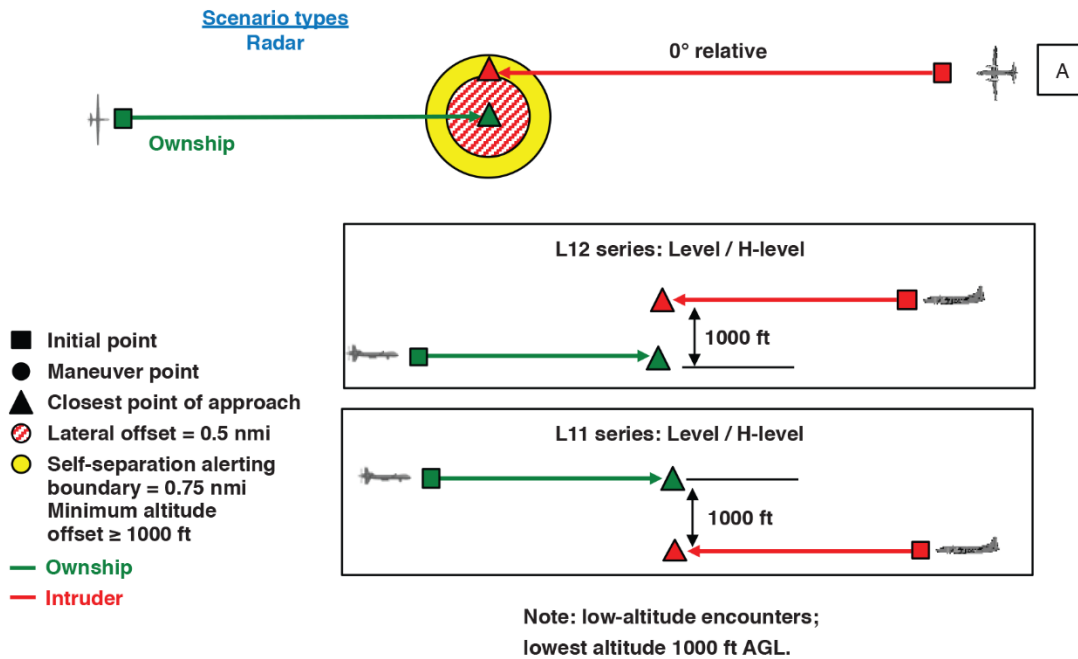 Scenario types
Radar
0° relative
A
Ownship
L12 series: Level / H-level
1000 ft
Initial point
Maneuver point
Closest point of approach
Lateral offset = 0.5 nmi
Self-separation alerting
boundary = 0.75 nmi
Minimum altitude
offset ≥ 1000 ft
Ownship
Intruder
L11 series: Level / H-level
1000 ft
Note: low-altitude encounters;
lowest altitude 1000 ft AGL.